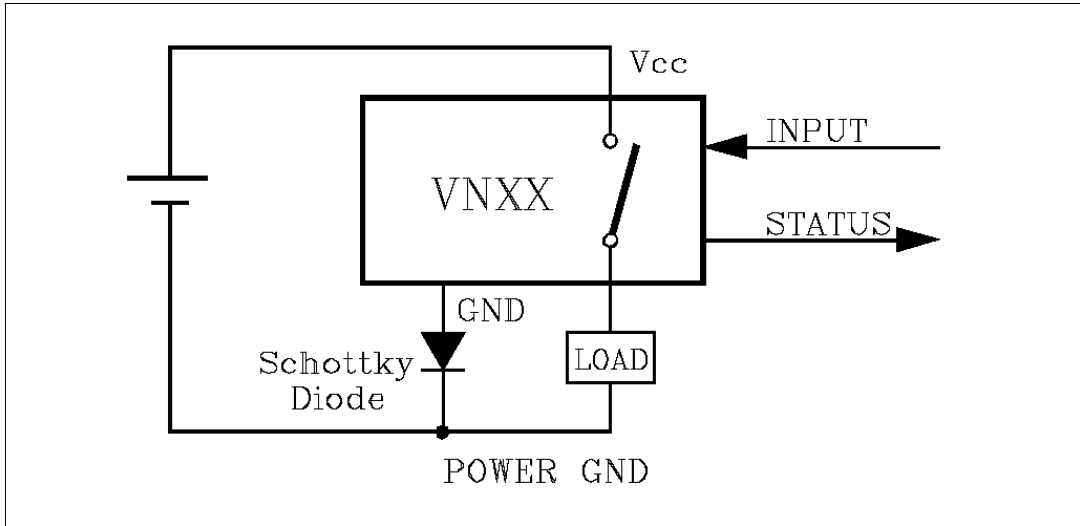 Vcc
INPUT
VNXX
STATUS
GND
Schottky
Diode
LOAD
POWER GND